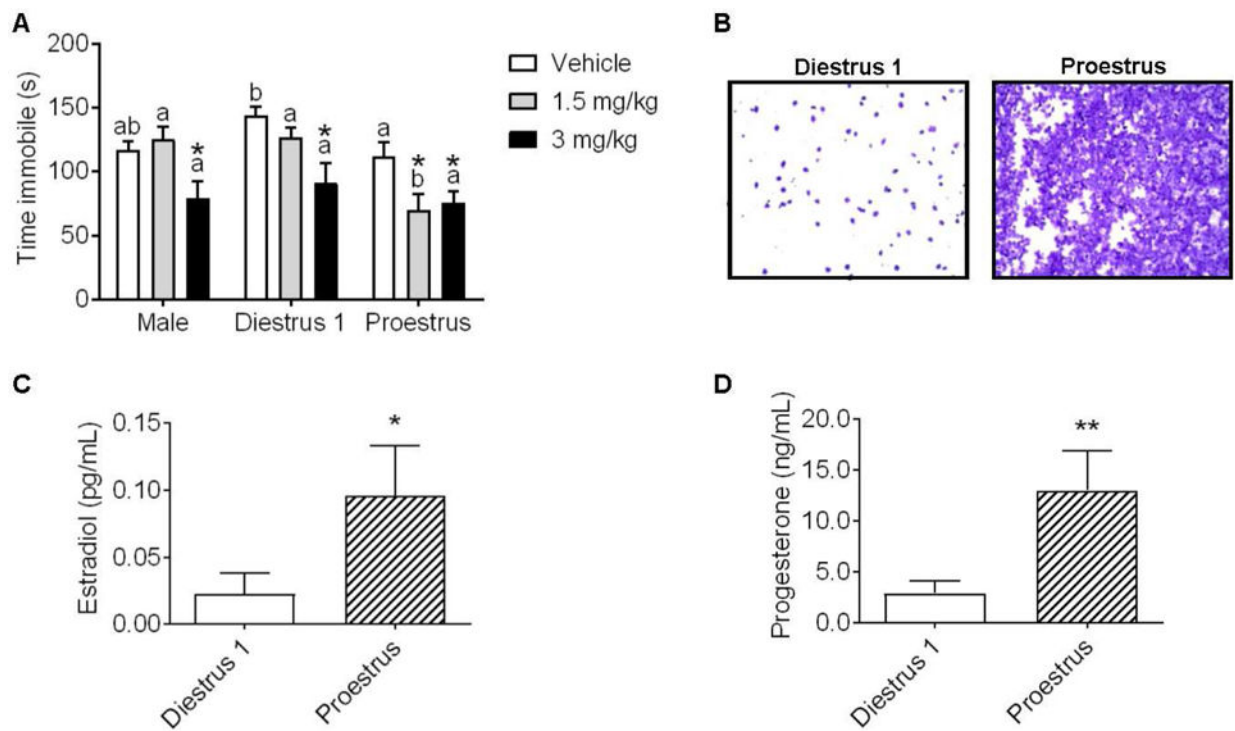 A
200
150
100
50
0
Time immobile (s)
ab
a
*
a
b
a
*
a
a
*
b
*
a
Male
Diestrus 1
Proestrus
Vehicle
1.5 mg/kg
3 mg/kg
B
Diestrus 1
Proestrus
C
0.15
0.10
0.05
0.00
Estradiol (pg/mL)
*
Diestrus 1
Proestrus
D
20.0
15.0
10.0
5.0
0.0
Progesterone (ng/mL)
**
Diestrus 1
Proestrus